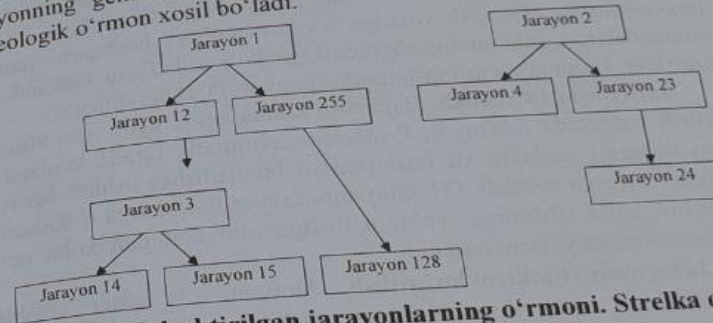 eologik o‘rmon xosil bo‘ladi.
Jarayon 1
Jarayon 2
Jarayon 12
Jarayon 255
Jarayon 4
Jarayon 23
Jarayon 3
Jarayon 24
Jarayon 14
Jarayon 15
Jarayon 128
jarayonlarning o‘rmoni. Strelka